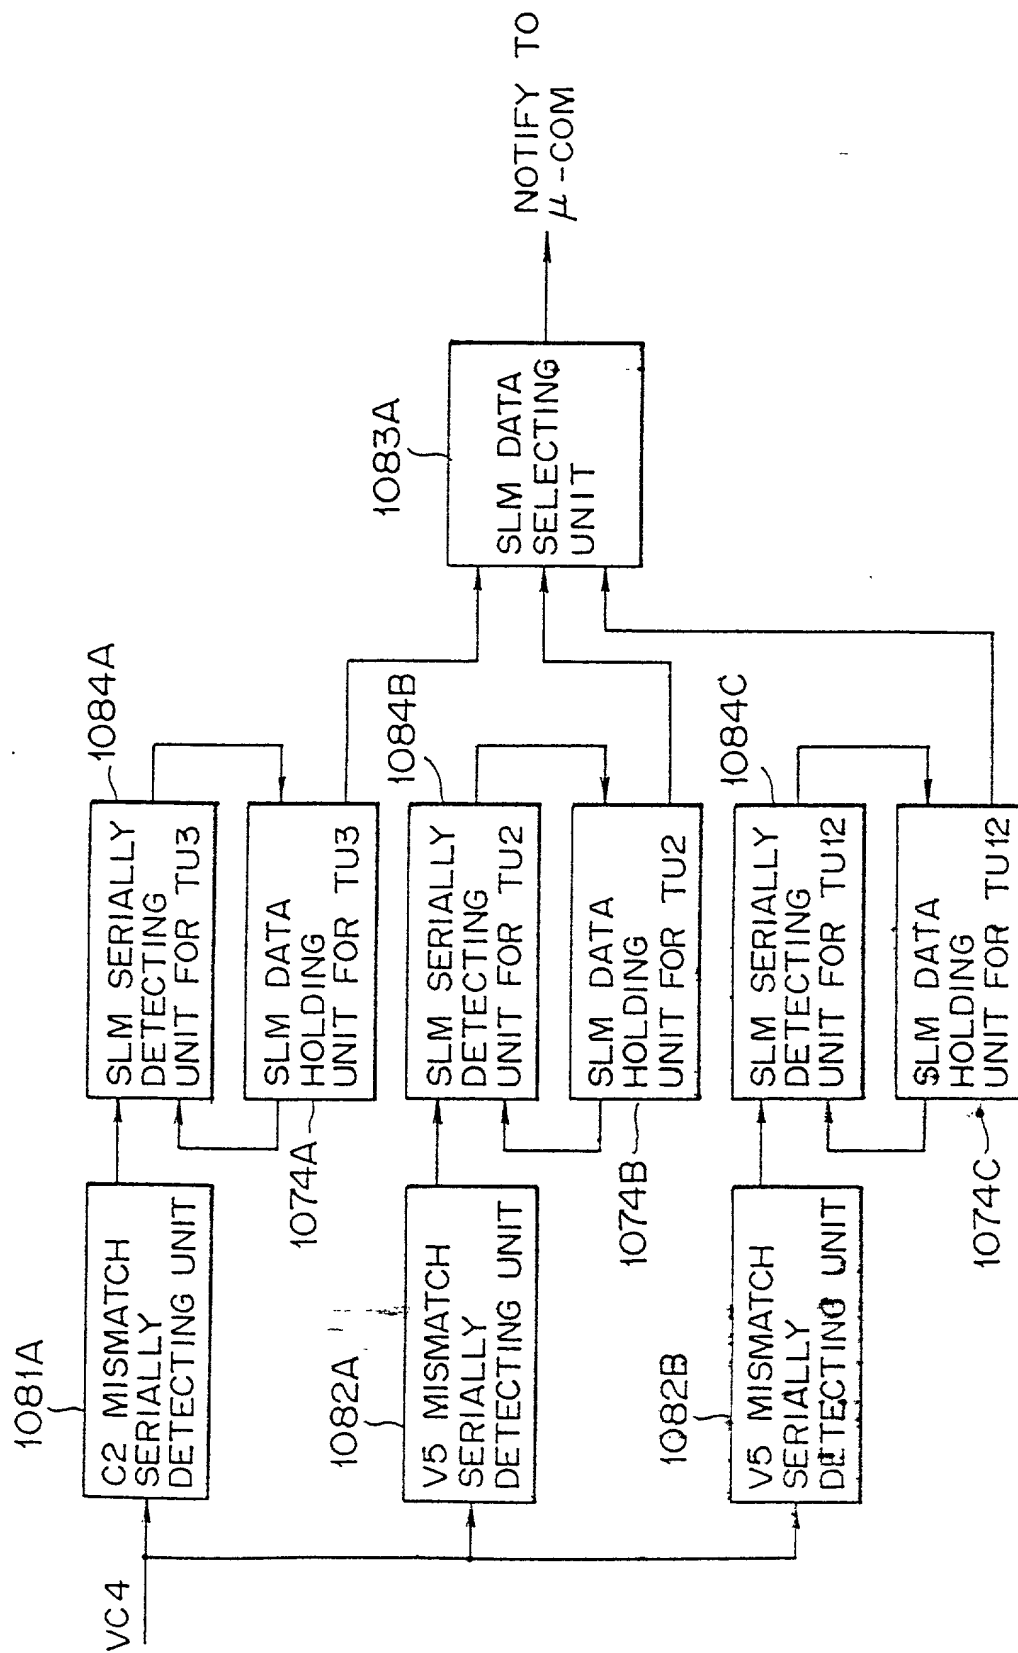 VC4
1081A
C2 MISMATCH
SERIALLY
DETECTING UNIT
1082A
V5 MISMATCH
SERIALLY
DETECTING UNIT
1082B
V5 MISMATCH
SERIALLY
DETECTING UNIT
1084A
SLM SERIALLY
DETECTING
UNIT FOR TU3
1074A
SLM DATA
HOLDING
UNIT FOR TU3
1084B
SLM SERIALLY
DETECTING
UNIT FOR TU2
1074B
SLM DATA
HOLDING
UNIT FOR TU2
1084C
SLM SERIALLY
DETECTING
UNIT FOR TU12
1074C
SLM DATA
HOLDING
UNIT FOR TU12
1083A
SLM DATA
SELECTING
UNIT
NOTIFY TO
μ-COM